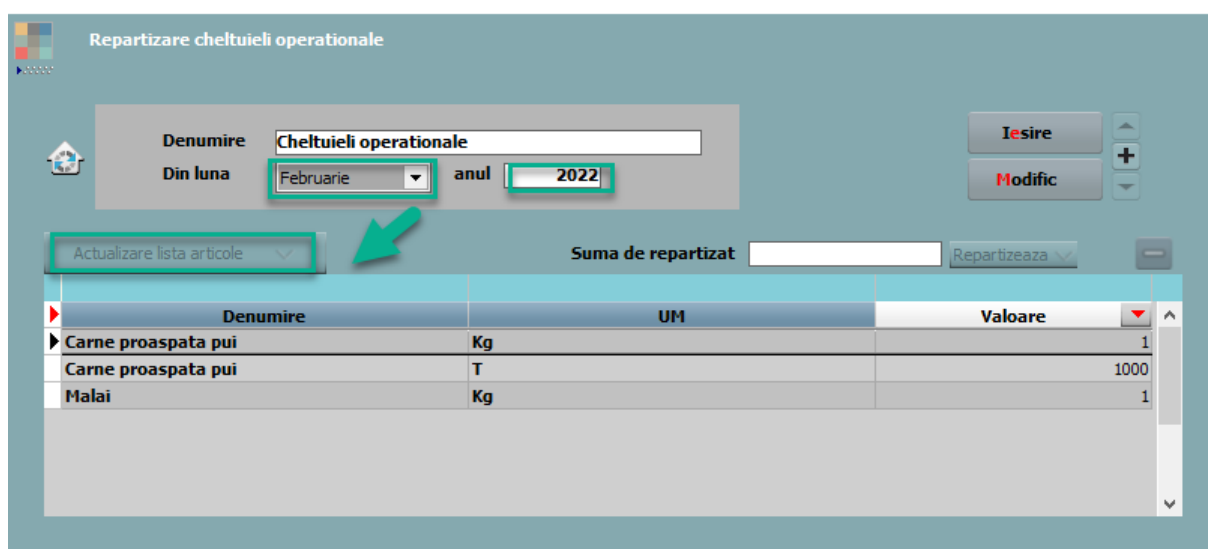 Repartizare cheltuieli operationale
Denumire Cheltuieli operationale
Din luna Februarie anul 2022
Iesire
Modific
Actualizare lista articole
Suma de repartizat Repartizeaza
Denumire UM Valoare
Carne proaspata pui Kg 1
Carne proaspata pui T 1000
Malai Kg 1